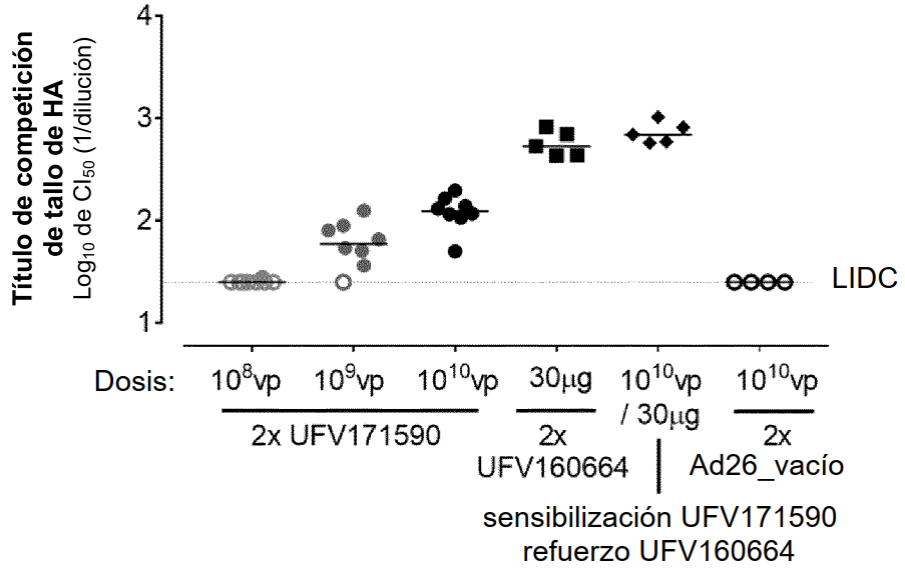 Título de competición
de tallo de HA
Log₁₀ de CI₅₀ (1/dilución)
4
3
2
1
LIDC
Dosis: 10⁸vp 10⁹vp 10¹⁰vp 30µg 10¹⁰vp 10¹⁰vp
/ 30µg
2x UFV171590 2x 2x
UFV160664 Ad26_vacío
sensibilización UFV171590
refuerzo UFV160664